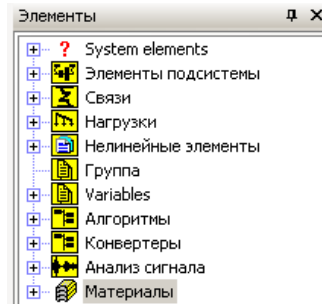 Элементы
System elements
Элементы подсистемы
Связи
Нагрузки
Нелинейные элементы
Группа
Variables
Алгоритмы
Конвертеры
Анализ сигнала
Материалы